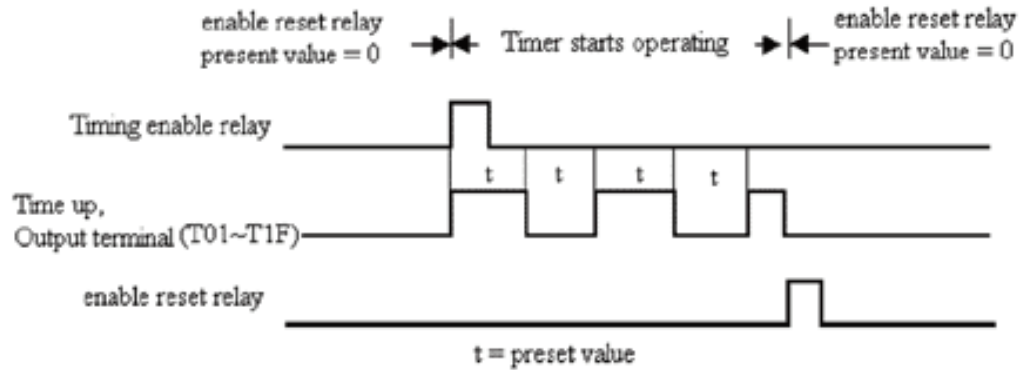 enable reset relay
present value = 0
Timer starts operating
enable reset relay
present value = 0
Timing enable relay
t t t t
Time up,
Output terminal (T01~T1F)
enable reset relay
t = preset value